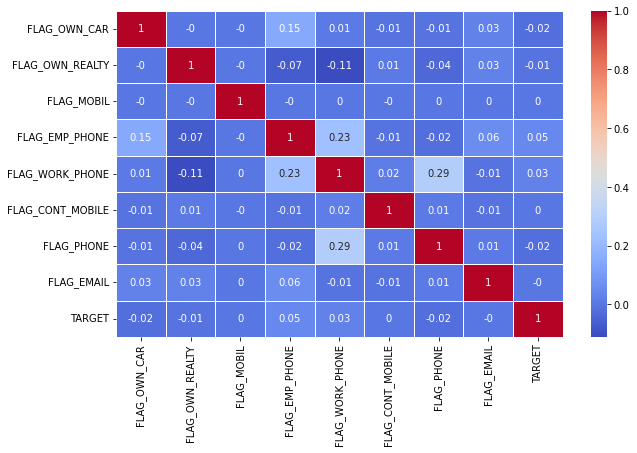 FLAG_OWN_CAR 1 -0 -0 0.15 0.01 -0.01 -0.01 0.03 -0.02
FLAG_OWN_REALTY -0 1 -0 -0.07 -0.11 0.01 -0.04 0.03 -0.01
FLAG_MOBIL -0 -0 1 -0 0 -0 0 0 0
FLAG_EMP_PHONE 0.15 -0.07 -0 1 0.23 -0.01 -0.02 0.06 0.05
FLAG_WORK_PHONE 0.01 -0.11 0 0.23 1 0.02 0.29 -0.01 0.03
FLAG_CONT_MOBILE -0.01 0.01 -0 -0.01 0.02 1 0.01 -0.01 0
FLAG_PHONE -0.01 -0.04 0 -0.02 0.29 0.01 1 0.01 -0.02
FLAG_EMAIL 0.03 0.03 0 0.06 -0.01 -0.01 0.01 1 -0
TARGET -0.02 -0.01 0 0.05 0.03 0 -0.02 -0 1
FLAG_OWN_CAR
FLAG_OWN_REALTY
FLAG_MOBIL
FLAG_EMP_PHONE
FLAG_WORK_PHONE
FLAG_CONT_MOBILE
FLAG_PHONE
FLAG_EMAIL
TARGET
1.0
0.8
0.6
0.4
0.2
0.0